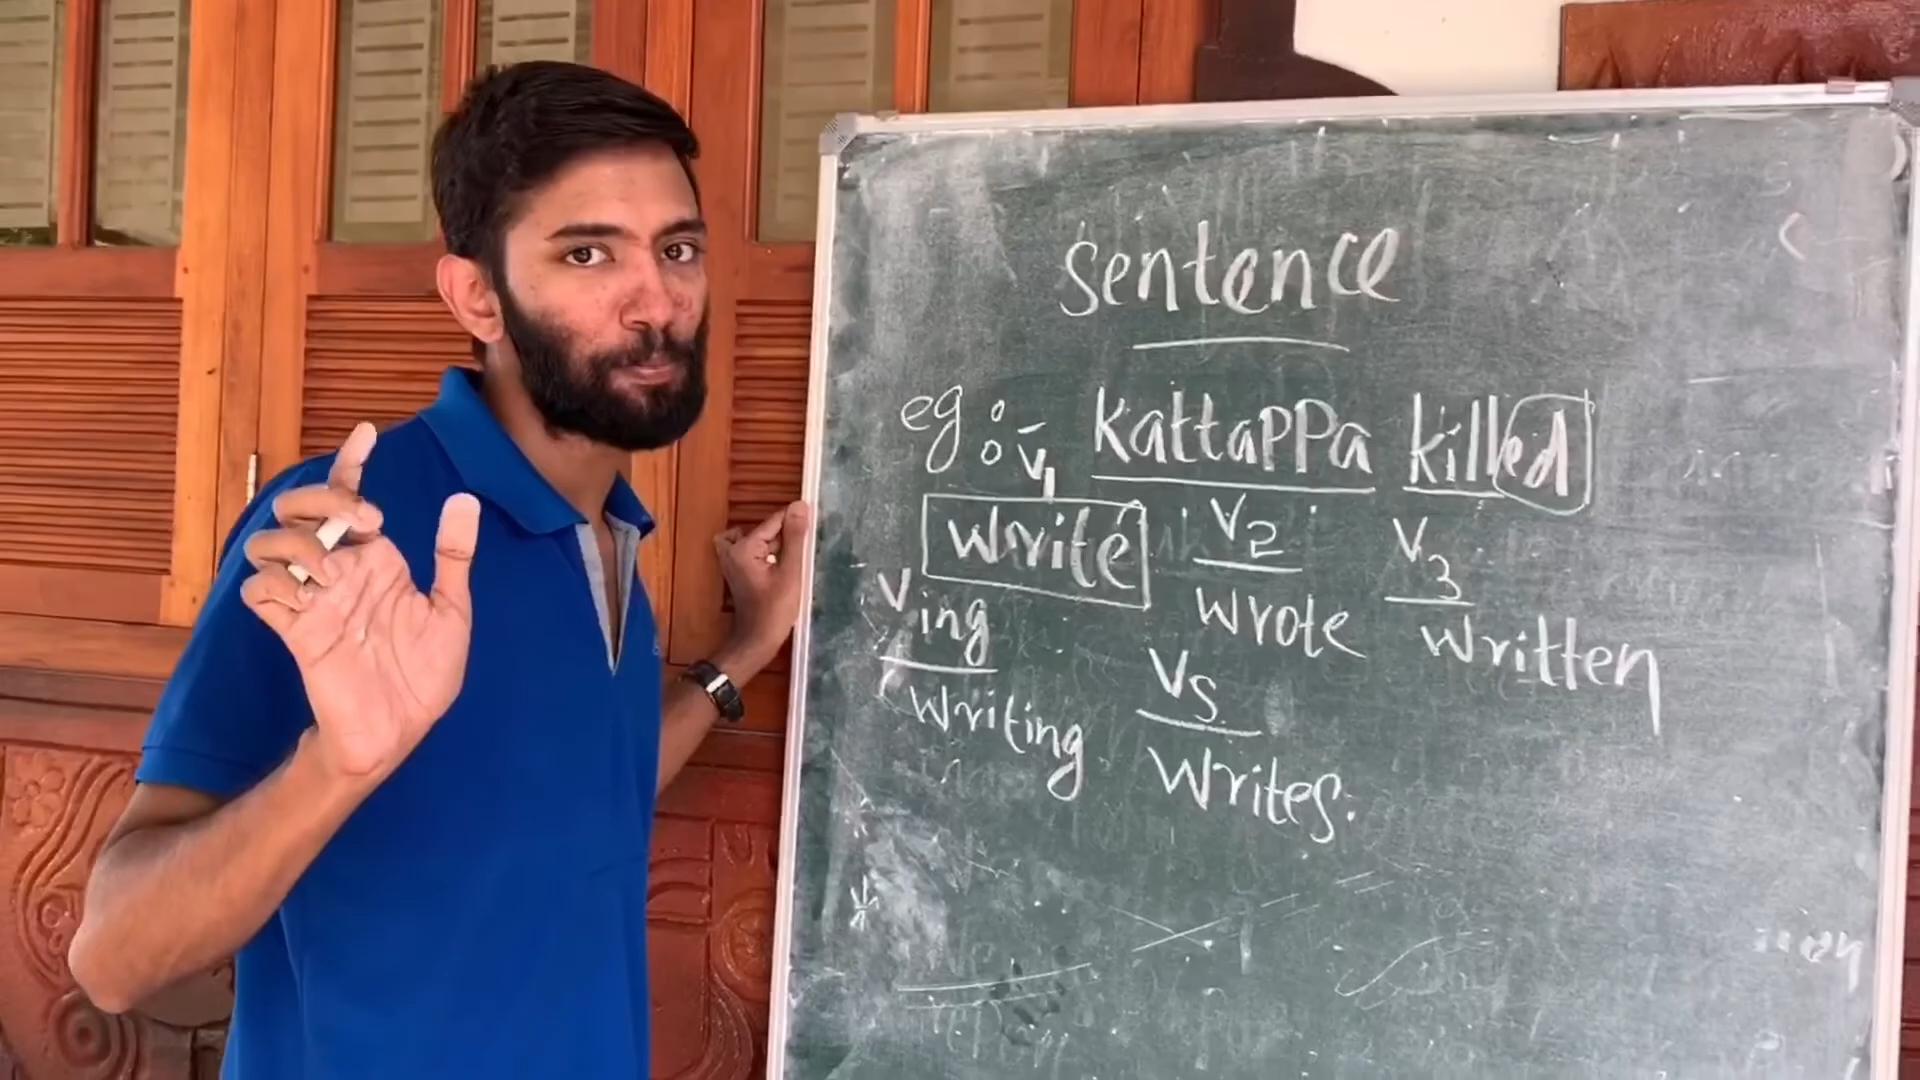 sentence
eg: Kattappa killed
V1
write V2 V3
wrote written
Ving Vs
writing writes.